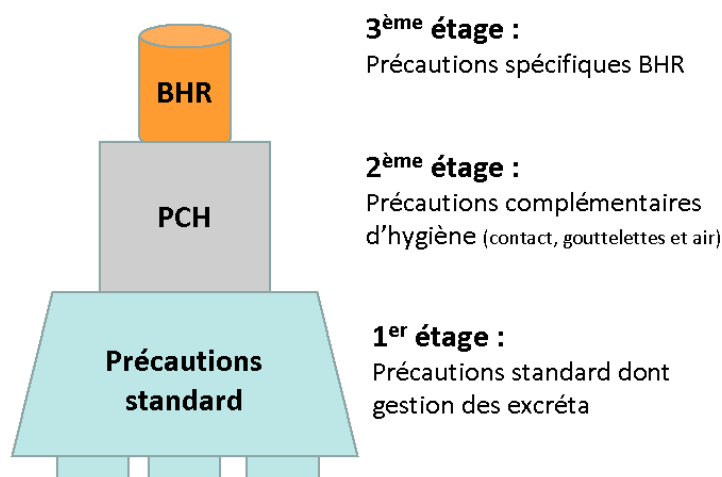 BHR
3ème étage :
Précautions spécifiques BHR
PCH
2ème étage :
Précautions complémentaires
d'hygiène (contact, gouttelettes et air)
Précautions
standard
1er étage :
Précautions standard dont
gestion des excréta